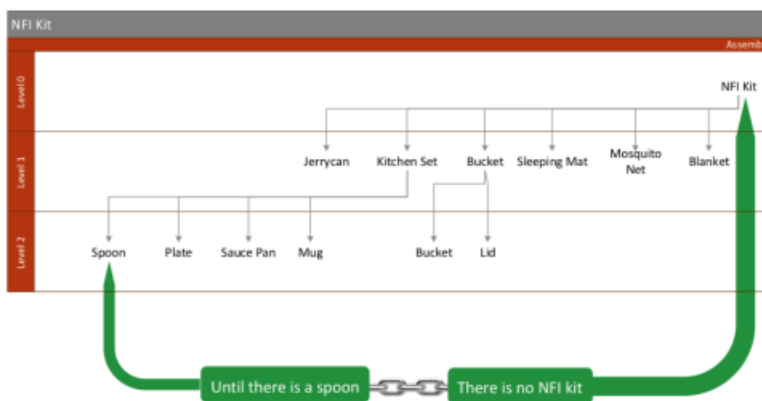 NFI Kit
Assemb
Level 0
NFI Kit
Level 1
Jerrycan Kitchen Set Bucket Sleeping Mat Mosquito Net Blanket
Level 2
Spoon Plate Sauce Pan Mug Bucket Lid
Until there is a spoon There is no NFI kit